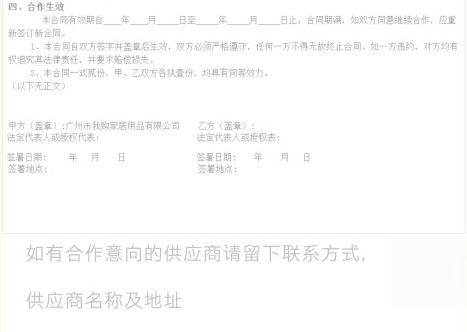 四、合作生效
本合同有效期自____年____月____日至____年____月____日止，合同期满，如双方同意继续合作，应重
新签订新合同。
1、本合同自双方签字并盖章后生效，双方必须严格遵守，任何一方不得无故终止合同。如一方违约，对方均有
权追究其法律责任，并要求赔偿损失。
2、本合同一式贰份，甲、乙双方各执壹份，均具有同等效力。
（以下无正文）
甲方（盖章）:广州市我购家居用品有限公司 乙方（盖章）:
法定代表人或授权代表: 法定代表人或授权代表:
签署日期: 年 月 日 签署日期: 年 月 日
签署地点: 签署地点:
如有合作意向的供应商请留下联系方式，
供应商名称及地址